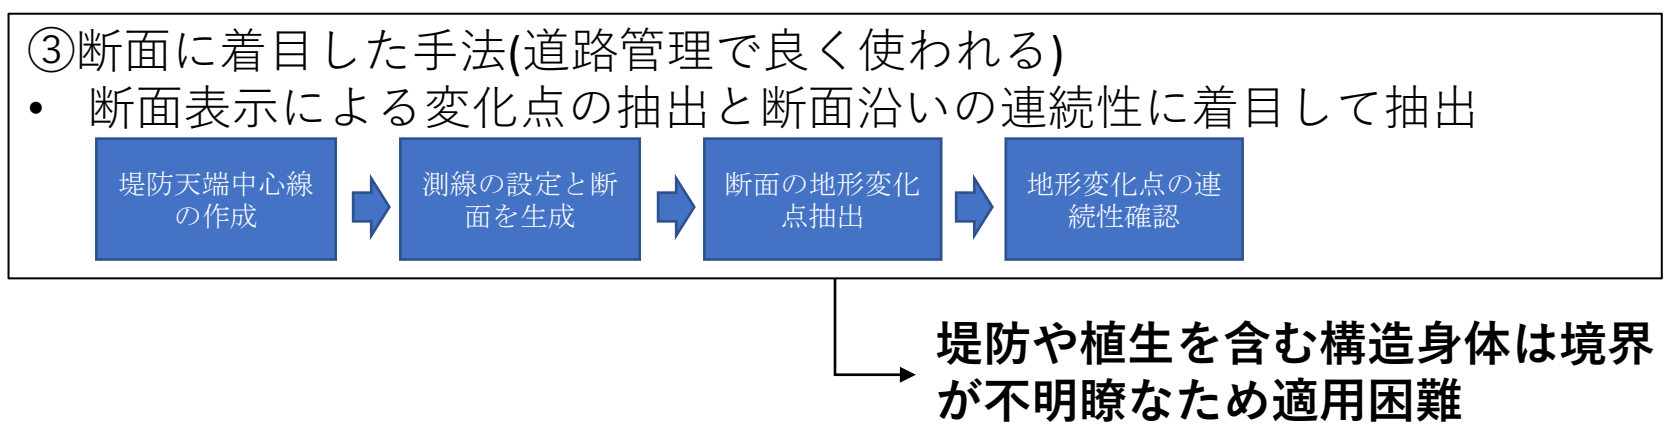 ③断面に着目した手法(道路管理で良く使われる)
• 断面表示による変化点の抽出と断面沿いの連続性に着目して抽出
堤防天端中心線
の作成
測線の設定と断
面を生成
断面の地形変化
点抽出
地形変化点の連
続性確認
堤防や植生を含む構造身体は境界
が不明瞭なため適用困難